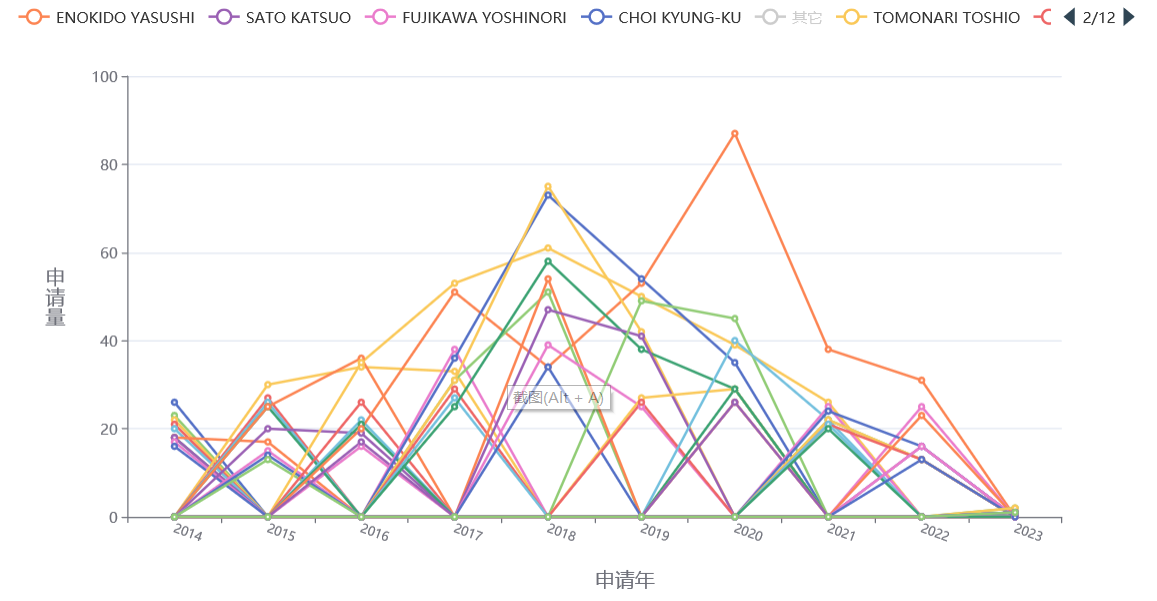 ENOKIDO YASUSHI SATO KATSUO FUJIKAWA YOSHINORI CHOI KYUNG-KU 其它 TOMONARI TOSHIO 2/12
100
80
60
40
20
0
申请量
截图(Alt + A)
2014 2015 2016 2017 2018 2019 2020 2021 2022 2023
申请年